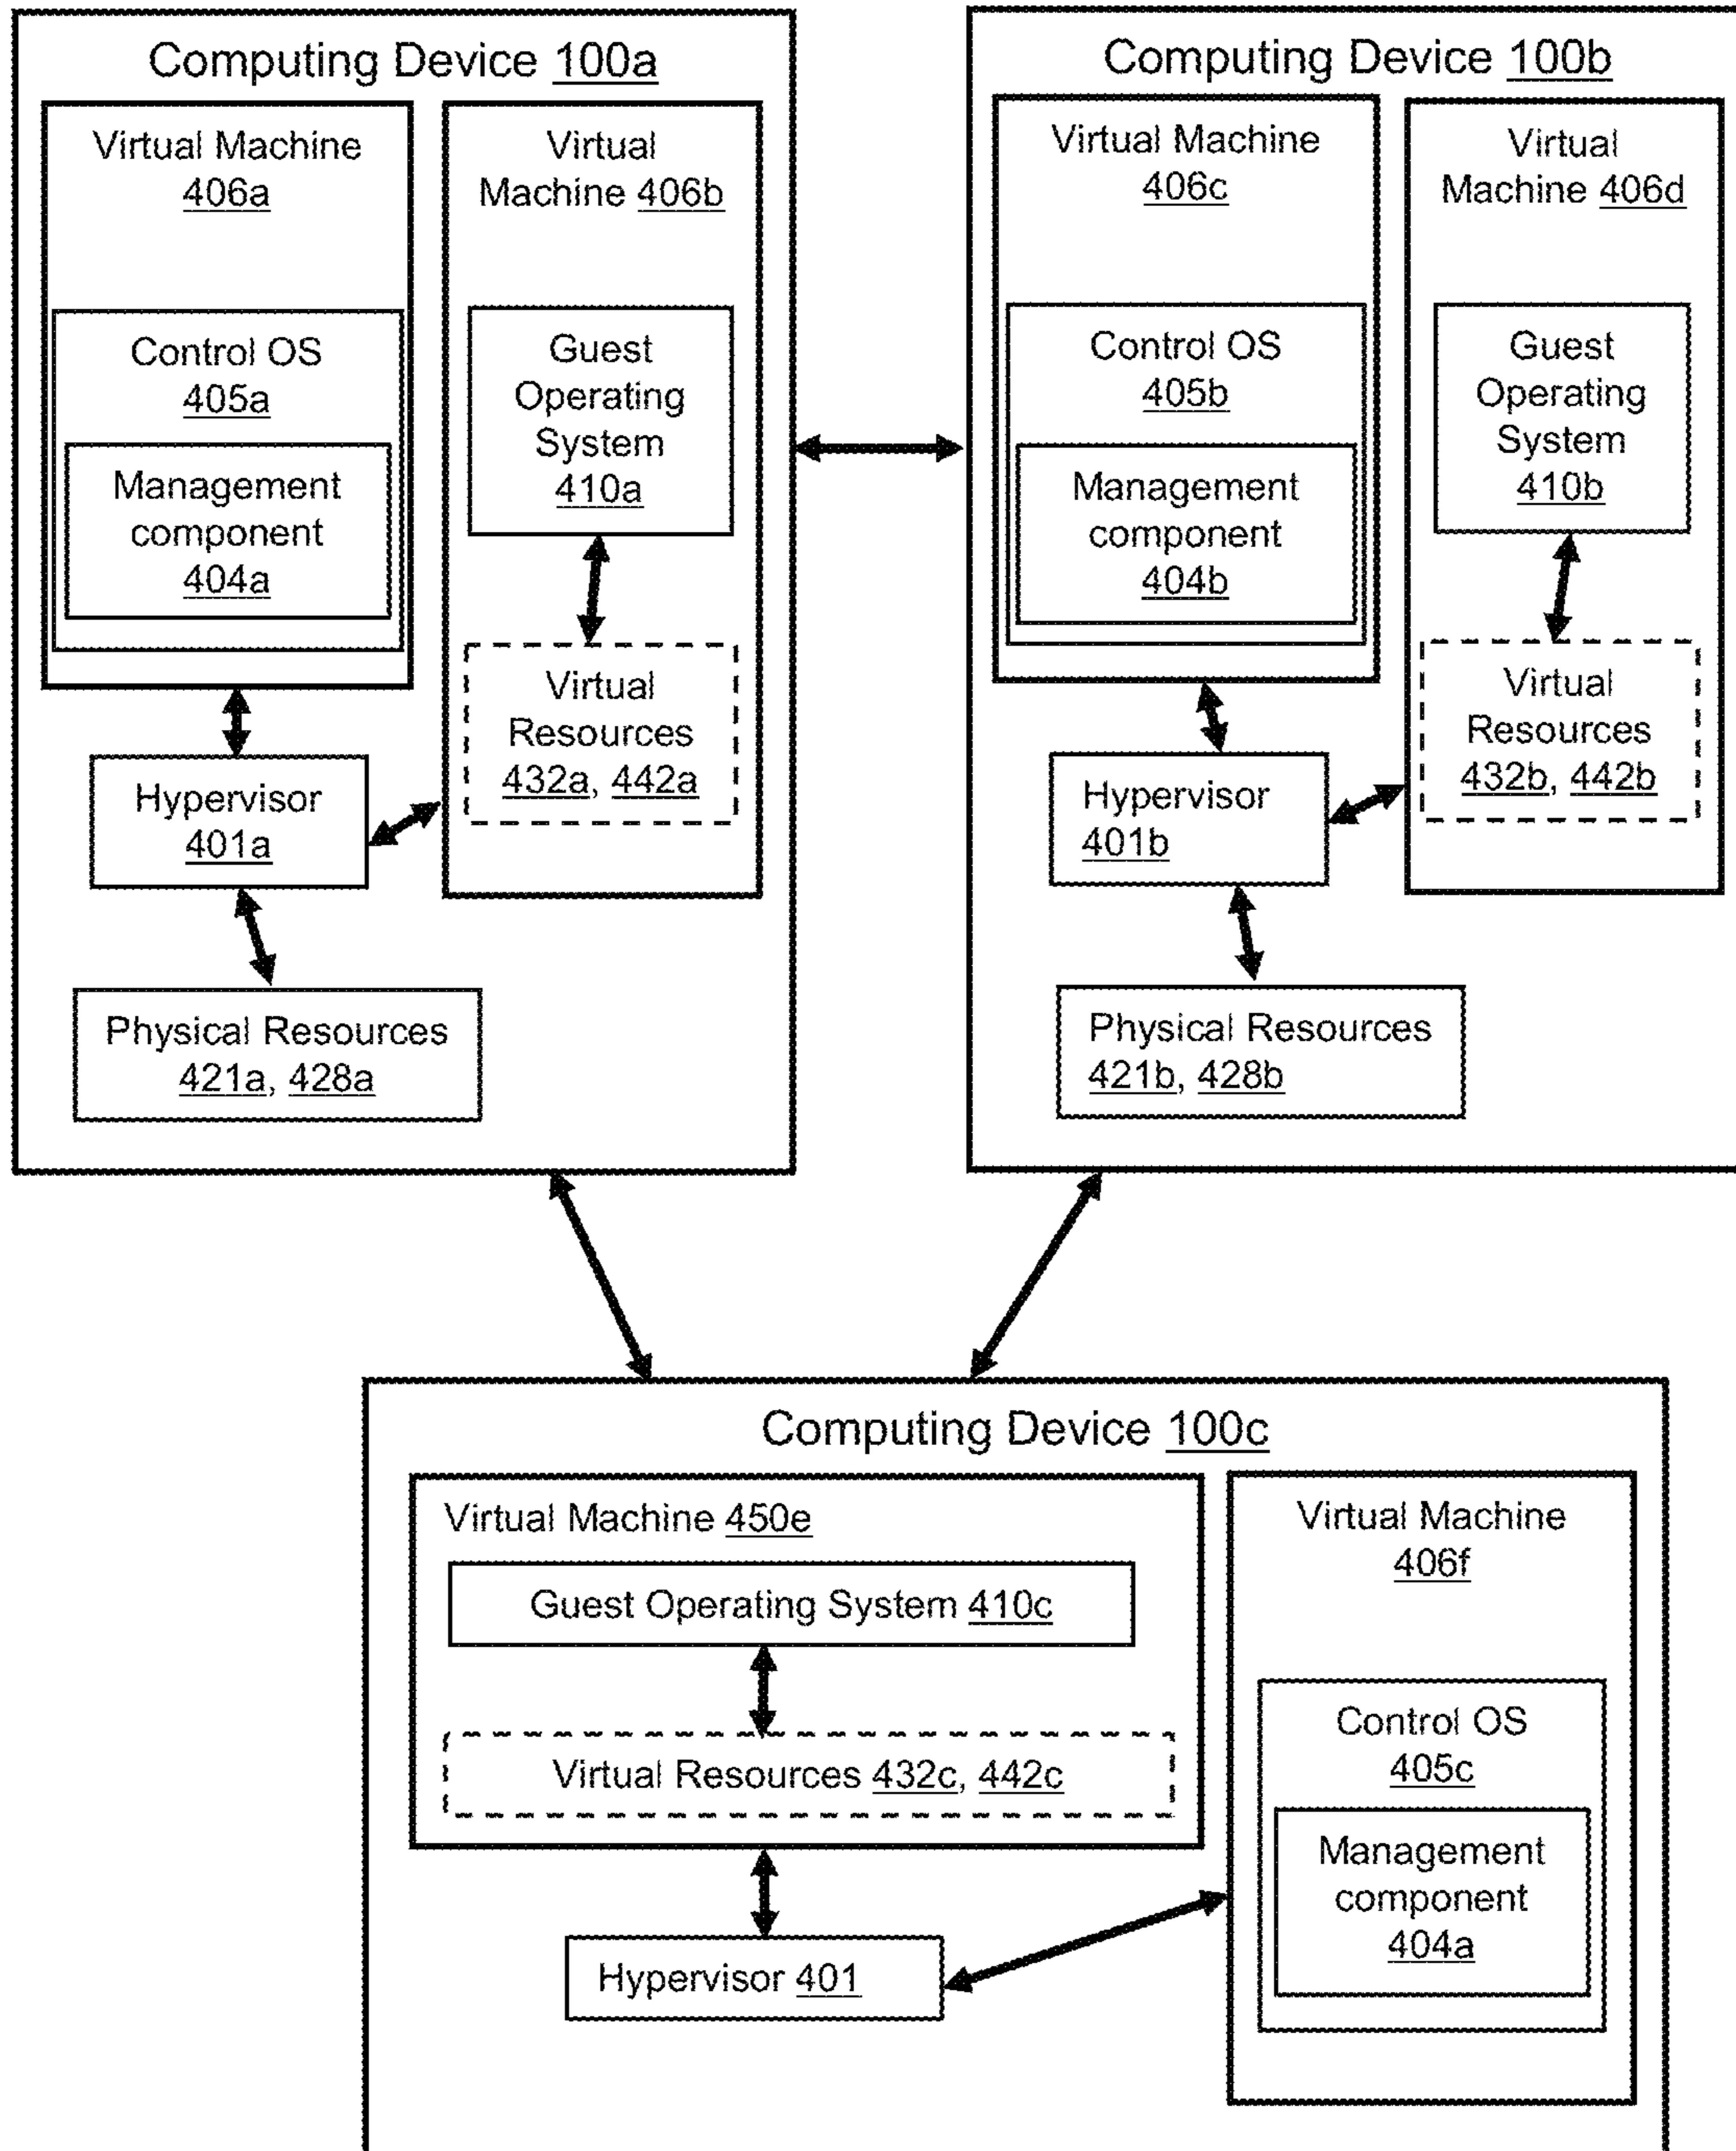 Computing Device 100a
Virtual Machine
406a
Control OS
405a
Management
component
404a
Virtual
Machine 406b
Guest
Operating
System
410a
Virtual
Resources
432a, 442a
Hypervisor
401a
Physical Resources
421a, 428a
Computing Device 100b
Virtual Machine
406c
Control OS
405b
Management
component
404b
Virtual
Machine 406d
Guest
Operating
System
410b
Virtual
Resources
432b, 442b
Hypervisor
401b
Physical Resources
421b, 428b
Computing Device 100c
Virtual Machine 450e
Guest Operating System 410c
Virtual Resources 432c, 442c
Hypervisor 401
Virtual Machine
406f
Control OS
405c
Management
component
404a